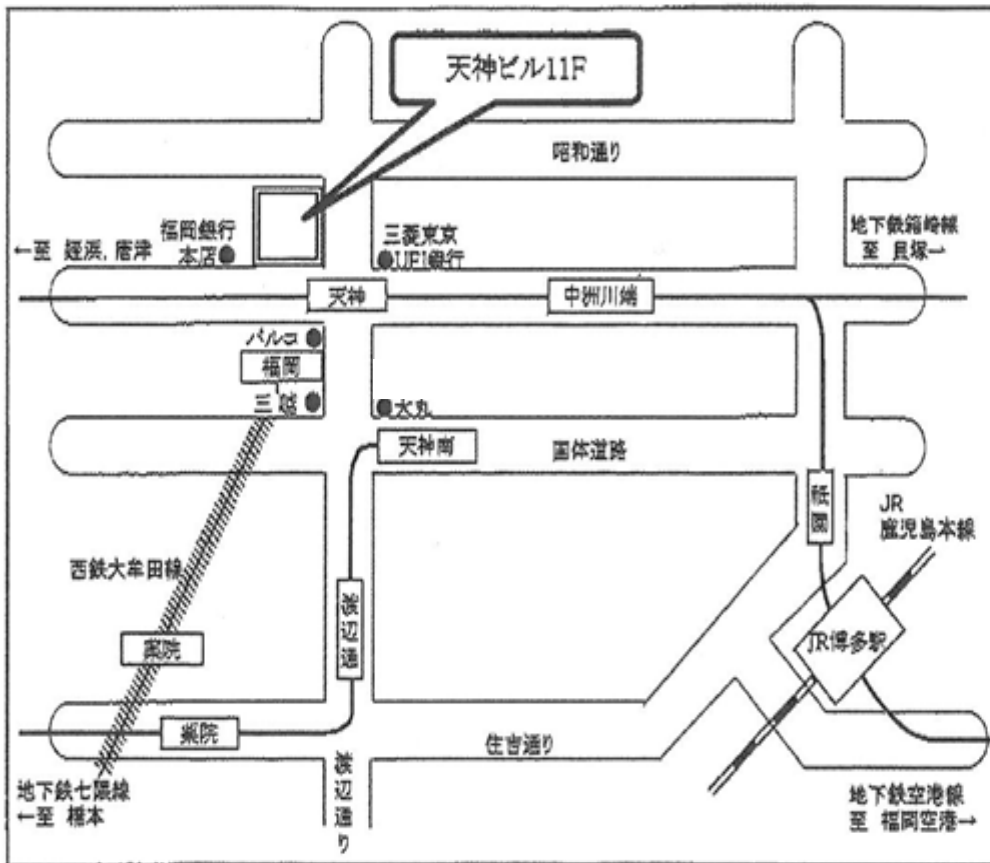 天神ビル11F
昭和通り
福岡銀行
本店
三菱東京
UFJ銀行
←至 姪浜, 唐津
地下鉄箱崎線
至 貝塚→
天神
中洲川端
パルコ
福岡
三越
大丸
天神南
国体道路
祇園
JR
鹿児島本線
西鉄大牟田線
渡辺通
薬院
JR博多駅
薬院
住吉通り
渡辺通り
地下鉄七隈線
←至 橋本
地下鉄空港線
至 福岡空港→